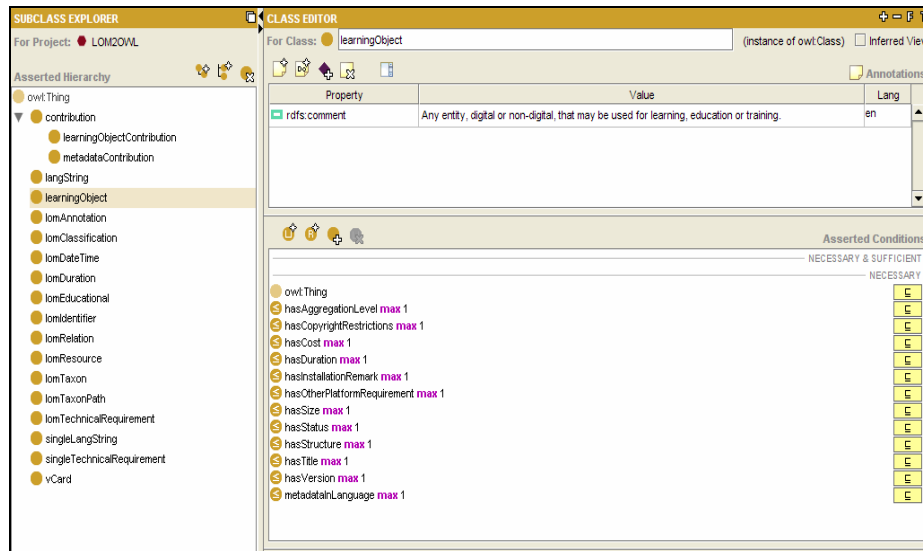 SUBCLASS EXPLORER
For Project: LOM2OWL
Asserted Hierarchy
owl:Thing
contribution
learningObjectContribution
metadataContribution
langString
learningObject
lomAnnotation
lomClassification
lomDateTime
lomDuration
lomEducational
lomIdentifier
lomRelation
lomResource
lomTaxon
lomTaxonPath
lomTechnicalRequirement
singleLangString
singleTechnicalRequirement
vCard
CLASS EDITOR
For Class: learningObject (instance of owl:Class) Inferred View
Annotations
Property Value Lang
rdfs:comment Any entity, digital or non-digital, that may be used for learning, education or training. en
Asserted Conditions
NECESSARY & SUFFICIENT
NECESSARY
owl:Thing ⊑
hasAggregationLevel max 1 ⊑
hasCopyrightRestrictions max 1 ⊑
hasCost max 1 ⊑
hasDuration max 1 ⊑
hasInstallationRemark max 1 ⊑
hasOtherPlatformRequirement max 1 ⊑
hasSize max 1 ⊑
hasStatus max 1 ⊑
hasStructure max 1 ⊑
hasTitle max 1 ⊑
hasVersion max 1 ⊑
metadataInLanguage max 1 ⊑